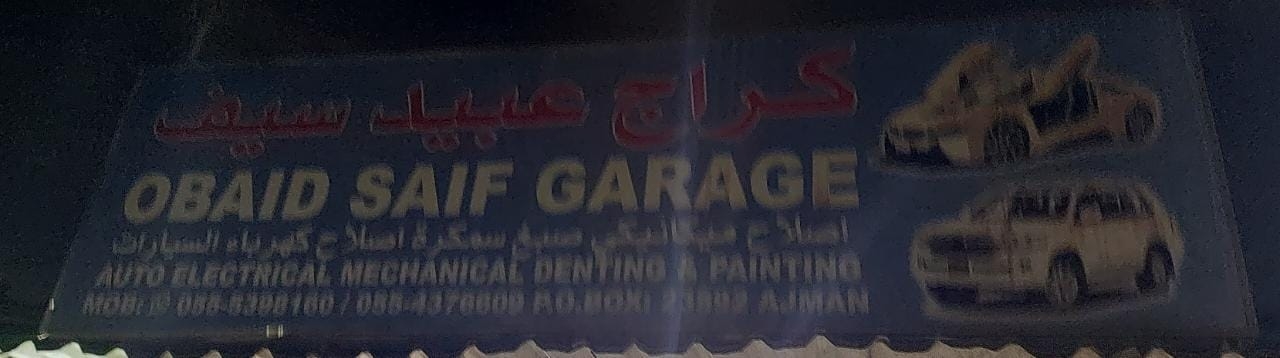 كراج عبيد سيف
OBAID SAIF GARAGE
اصلاح ميكانيكي صبغ سمكرة اصلاح كهرباء السيارات
AUTO ELECTRICAL MECHANICAL DENTING & PAINTING
MOB: / P.O.BOX: AJMAN